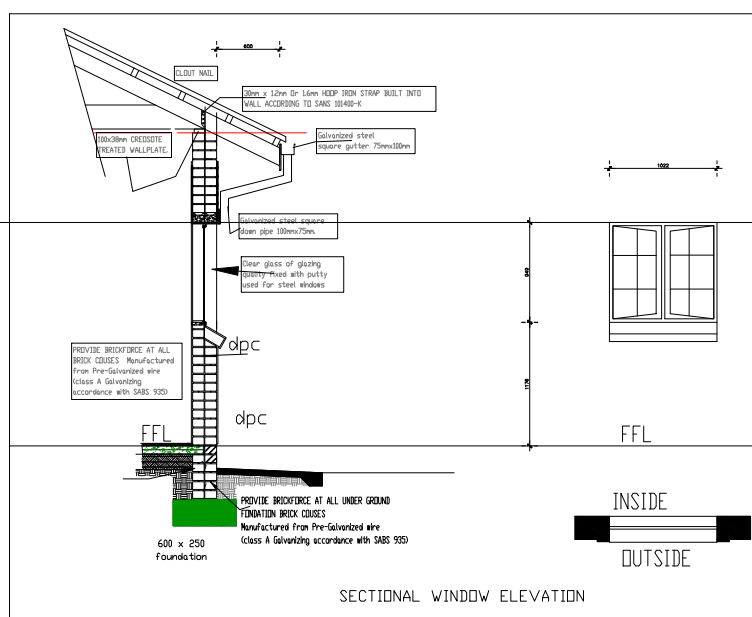 600
CLOUT NAIL
30mm x 1.2mm Or 1.6mm HOOP IRON STRAP BUILT INTO
WALL ACCORDING TO SANS 101400-K
100x38mm CREOSOTE
TREATED WALLPLATE.
Galvanized steel
square gutter 75mmx100mm
1022
Galvanized steel square
down pipe 100mmx75mm.
Clear glass of glazing
quality fixed with putty
used for steel windows
949
dpc
PROVIDE BRICKFORCE AT ALL
BRICK COUSES Manufactured
from Pre-Galvanized wire
(class A Galvanizing
accordance with SABS 935)
1176
dpc
FFL
FFL
PROVIDE BRICKFORCE AT ALL UNDER GROUND
FONDATION BRICK COUSES
Manufactured from Pre-Galvanized wire
(class A Galvanizing accordance with SABS 935)
600 x 250
foundation
INSIDE
OUTSIDE
SECTIONAL WINDOW ELEVATION